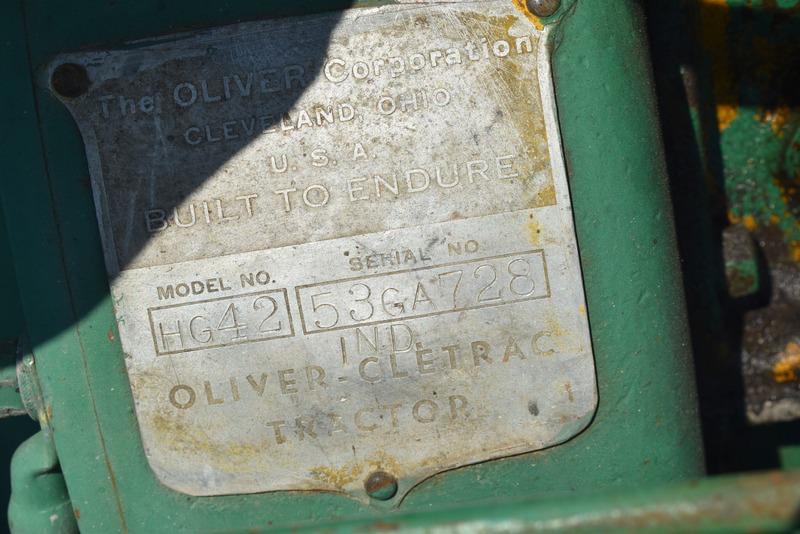 The OLIVER Corporation
CLEVELAND, OHIO
U. S. A.
BUILT TO ENDURE
MODEL NO. SERIAL NO
HG42 53GA728
IND.
OLIVER-CLETRAC
TRACTOR